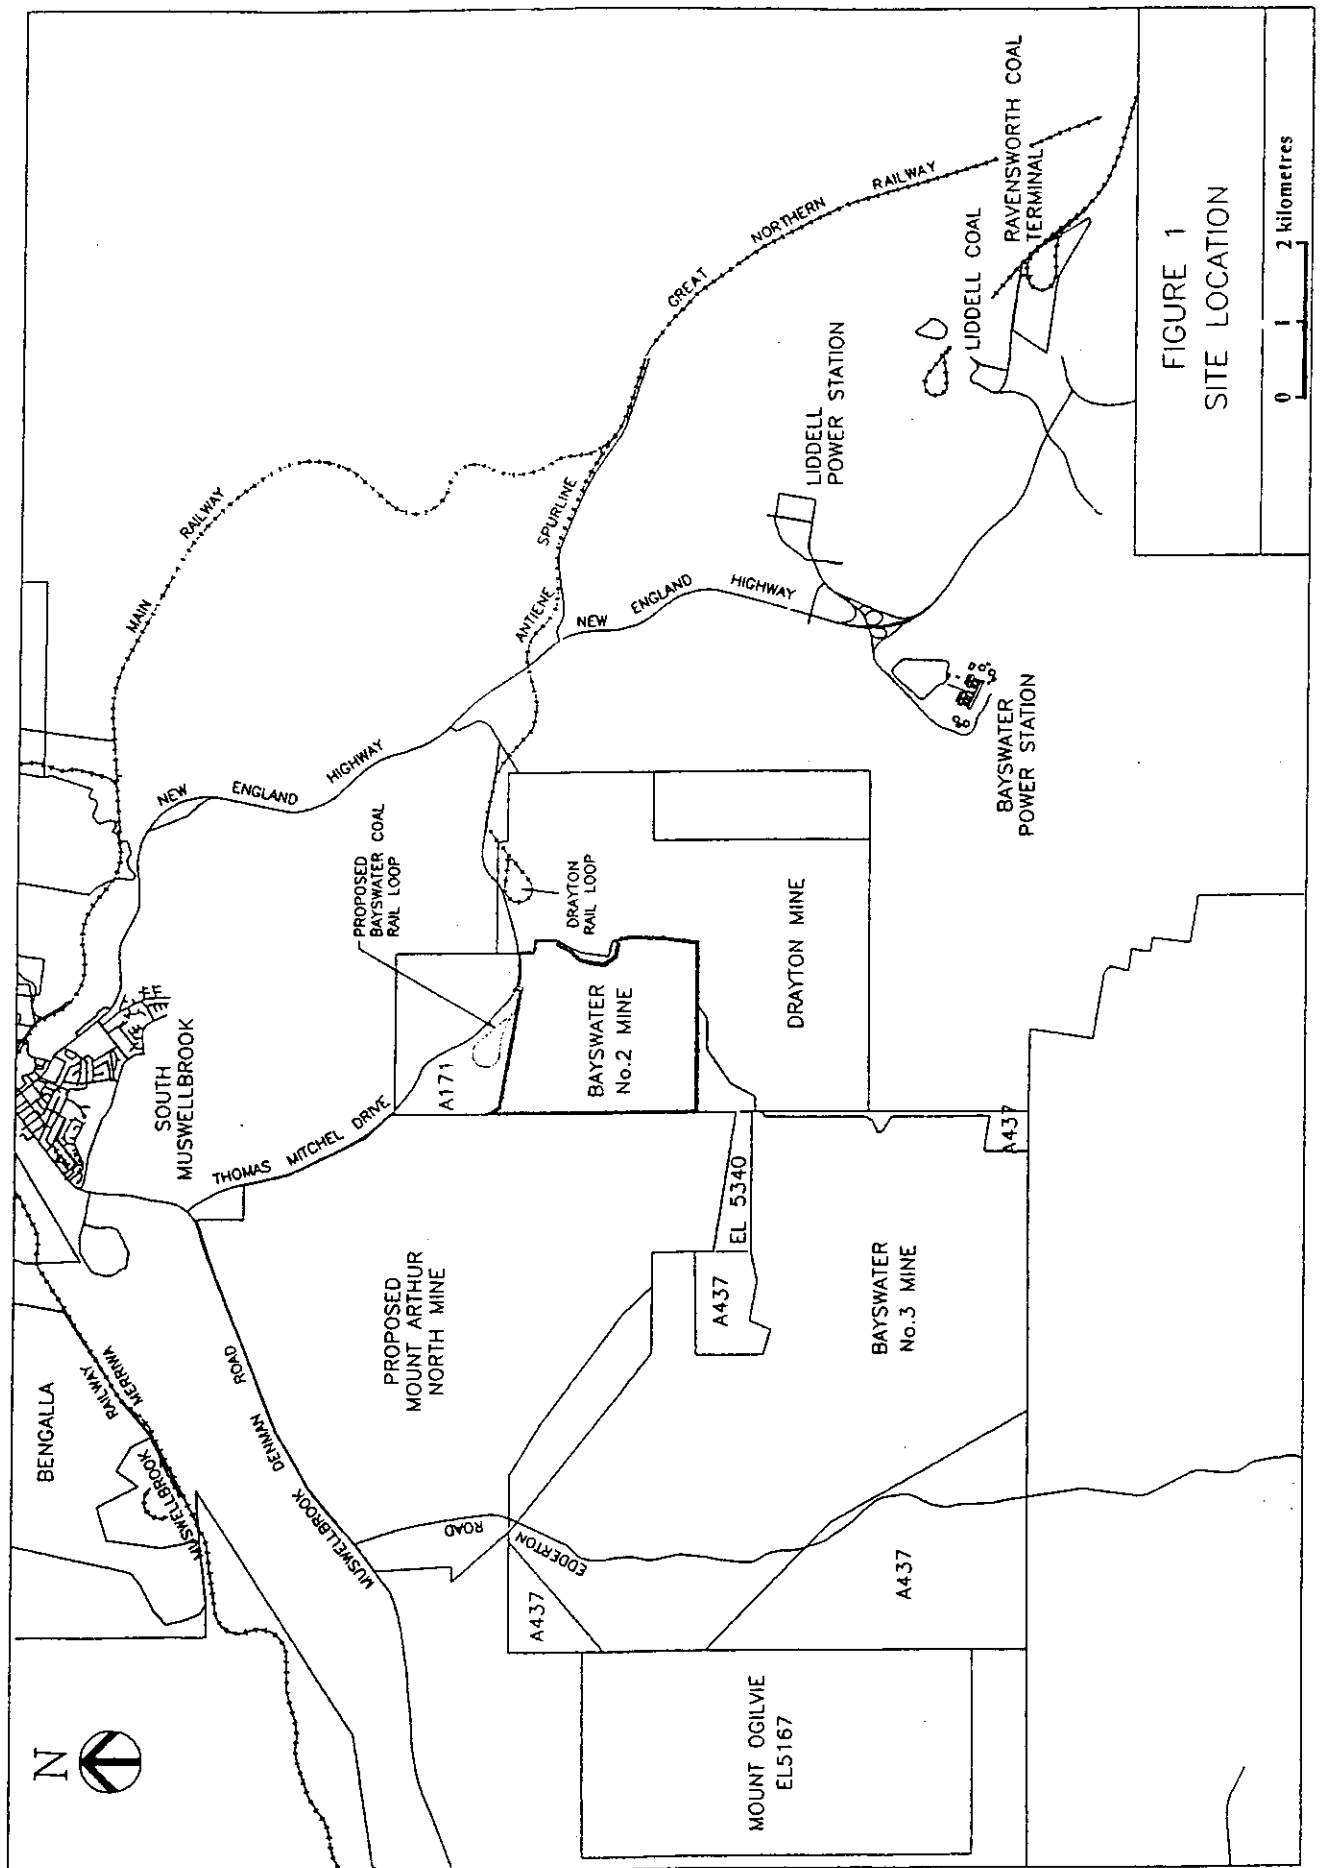 N
BENGALLA
MUSWELLBROOK
RAILWAY
MERRIWA
SOUTH
MUSWELLBROOK
NEW
ENGLAND
HIGHWAY
MAIN
RAILWAY
MUSWELLBROOK
DENMAN
ROAD
THOMAS MITCHEL DRIVE
PROPOSED
BAYSWATER COAL
RAIL LOOP
DRAYTON
RAIL LOOP
ANTIENE
SPURLINE
GREAT
NORTHERN
RAILWAY
NEW
ENGLAND
HIGHWAY
PROPOSED
MOUNT ARTHUR
NORTH MINE
A171
BAYSWATER
No.2 MINE
EDDERTON
ROAD
A437
A437
EL 5340
DRAYTON MINE
LIDDELL
POWER STATION
LIDDELL COAL
RAVENSWORTH COAL
TERMINAL
MOUNT OGILVIE
EL5167
A437
BAYSWATER
No.3 MINE
A437
BAYSWATER
POWER STATION
FIGURE 1
SITE LOCATION
0 1 2 kilometres